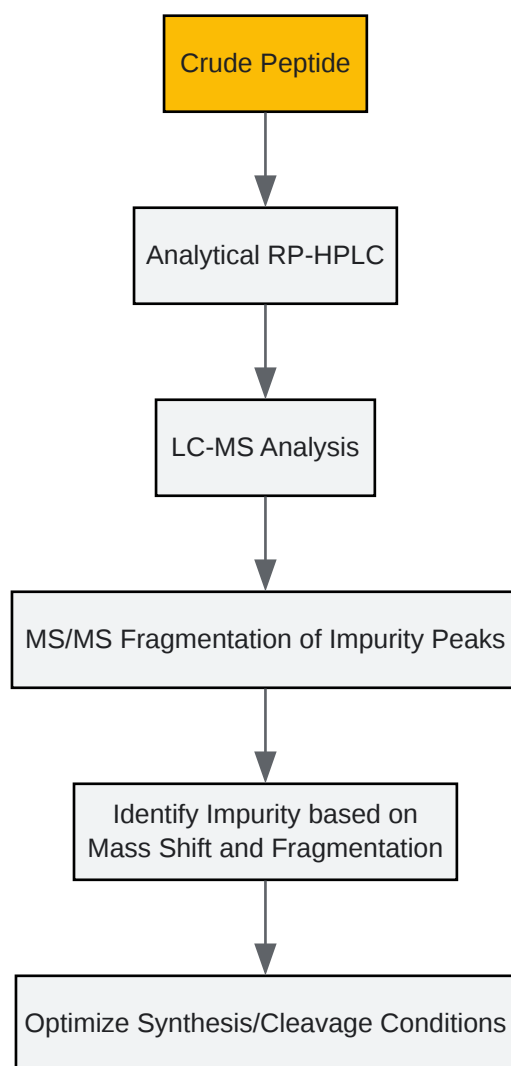 Crude Peptide
Analytical RP-HPLC
LC-MS Analysis
MS/MS Fragmentation of Impurity Peaks
Identify Impurity based on
Mass Shift and Fragmentation
Optimize Synthesis/Cleavage Conditions